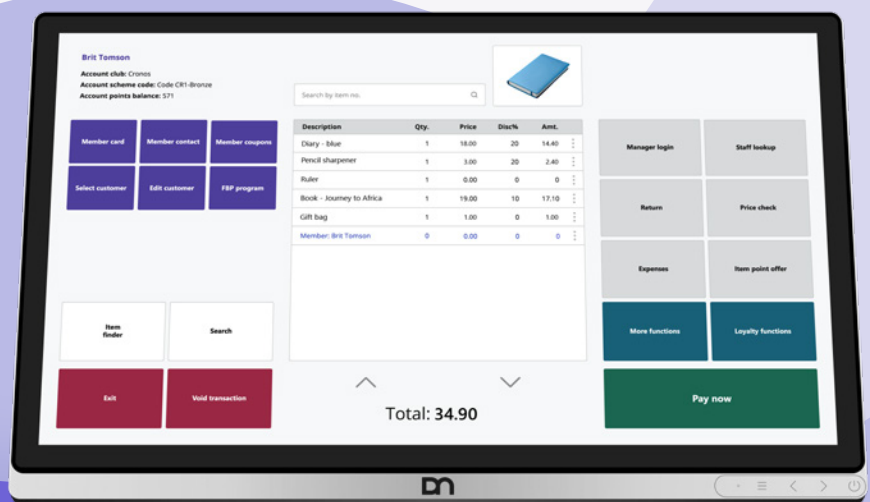 Brit Tomson
Account club: Cronos
Account scheme code: Code CR1-Bronze
Account points balance: 571
Search by item no.
Member card
Member contact
Member coupons
Select customer
Edit customer
FBP program
Description Qty. Price Disc% Amt.
Diary - blue 1 18.00 20 14.40
Pencil sharpener 1 3.00 20 2.40
Ruler 1 0.00 0 0
Book - Journey to Africa 1 19.00 10 17.10
Gift bag 1 1.00 0 1.00
Member: Brit Tomson 0 0.00 0 0
Manager login
Staff lookup
Return
Price check
Expenses
Item point offer
More functions
Loyalty functions
Item
finder
Search
Exit
Void transaction
Total: 34.90
Pay now
DN